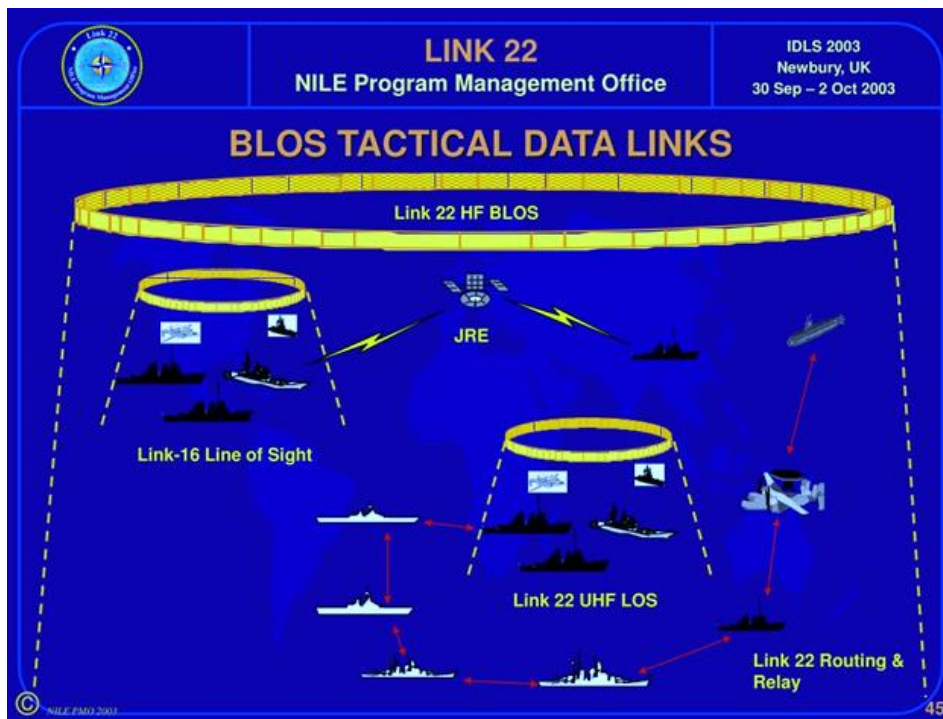 Link 22
LINK 22
NILE Program Management Office
IDLS 2003
Newbury, UK
30 Sep – 2 Oct 2003
BLOS TACTICAL DATA LINKS
Link 22 HF BLOS
JRE
Link-16 Line of Sight
Link 22 UHF LOS
Link 22 Routing &
Relay
© NILE PMO 2003
45